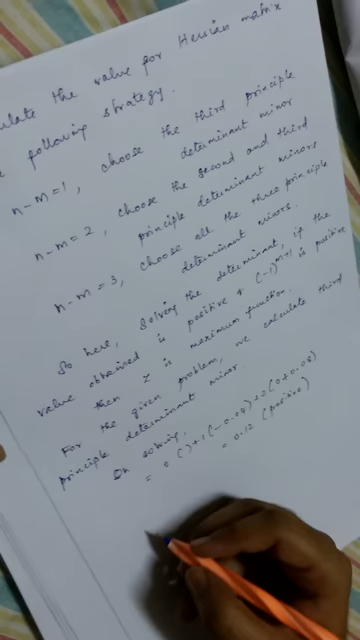 ulate the value for Hessian matrix
following strategy.
n-m=1, choose the third principle
determinant minor
n-m=2, choose the second and third
principle determinant minors
n-m=3, choose all the three principle
determinant minors.
So here, solving the determinant, if the
value obtained is positive & (-1)^(m+1) is positive
then Z is maximum function.
For the given problem, we calculate third
principle determinant minor.
On solving,
= 0( )+1(-0.04)+2(0+0.08)
= 0.12 (positive)